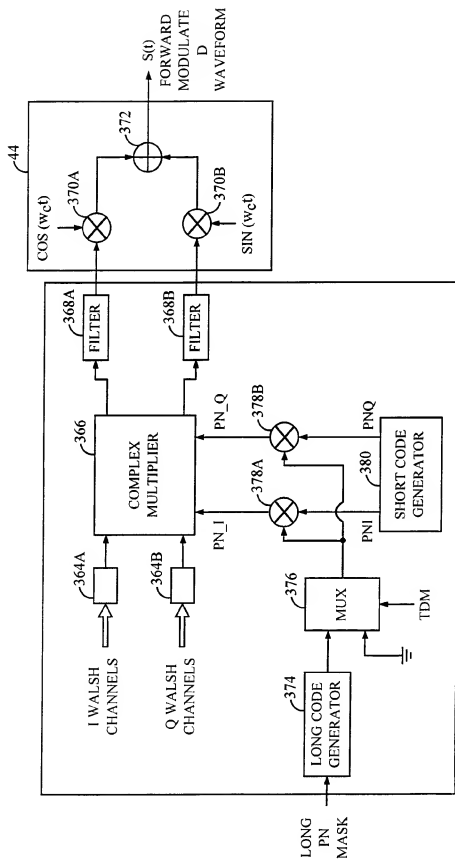 44
COS (wct)
370A
372
S(t)
FORWARD
MODULATE
D
WAVEFORM
370B
SIN (wct)
368A
FILTER
368B
FILTER
366
COMPLEX
MULTIPLIER
PN_I
PN_Q
364A
I WALSH
CHANNELS
364B
Q WALSH
CHANNELS
378A
378B
PNI
PNQ
380
SHORT CODE
GENERATOR
376
MUX
TDM
374
LONG CODE
GENERATOR
LONG
PN
MASK